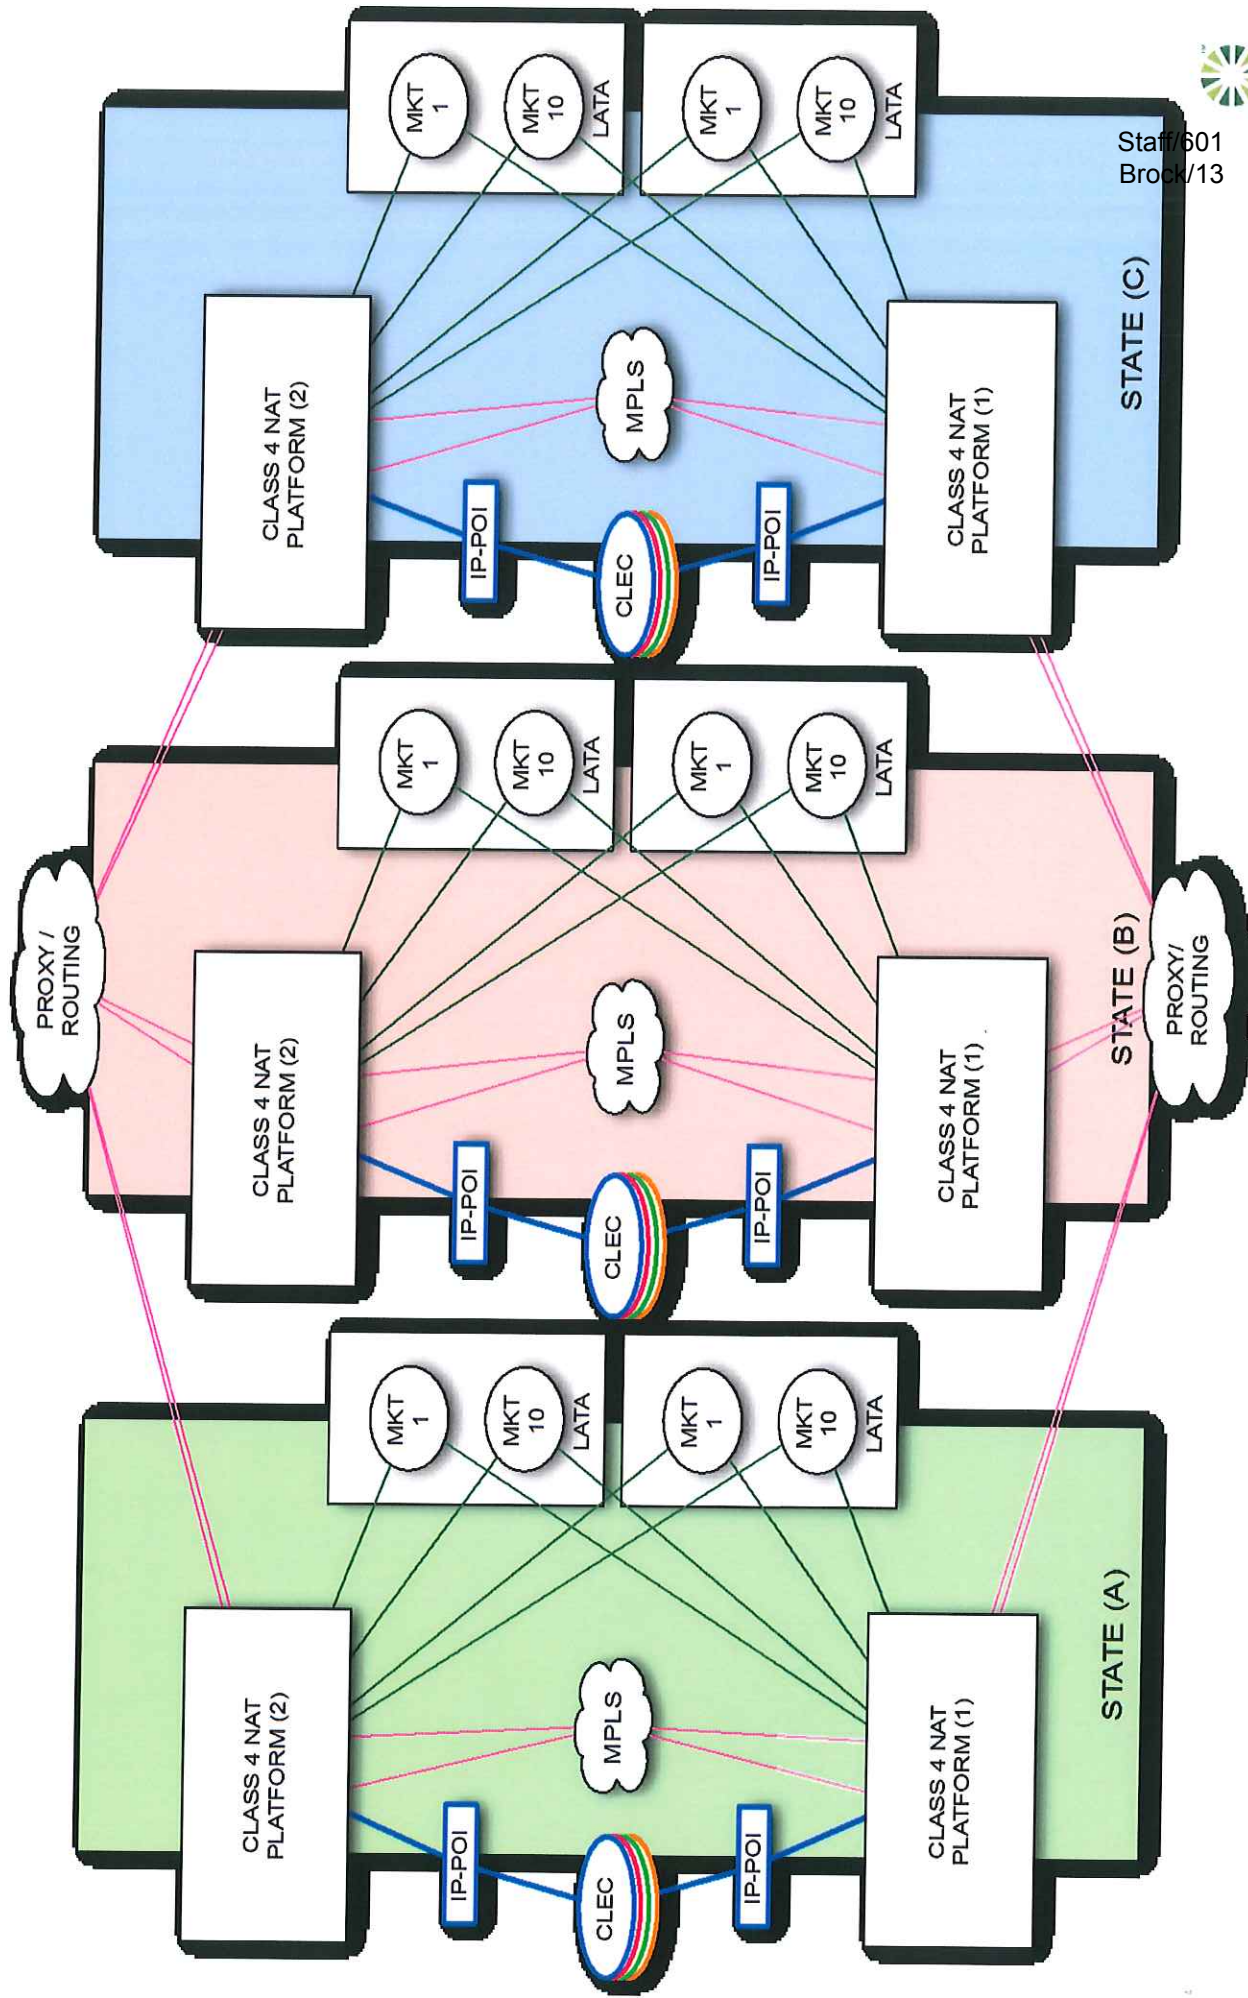 Staff/601
Brock/13
PROXY /
ROUTING
CLASS 4 NAT
PLATFORM (2)
CLASS 4 NAT
PLATFORM (2)
CLASS 4 NAT
PLATFORM (2)
IP-POI
MKT
1
MKT
10
LATA
IP-POI
MKT
1
MKT
10
LATA
IP-POI
MKT
1
MKT
10
LATA
CLEC
MPLS
CLEC
MPLS
CLEC
MPLS
IP-POI
MKT
1
MKT
10
LATA
IP-POI
MKT
1
MKT
10
LATA
IP-POI
MKT
1
MKT
10
LATA
CLASS 4 NAT
PLATFORM (1)
CLASS 4 NAT
PLATFORM (1)
CLASS 4 NAT
PLATFORM (1)
STATE (A)
STATE (B)
STATE (C)
PROXY/
ROUTING